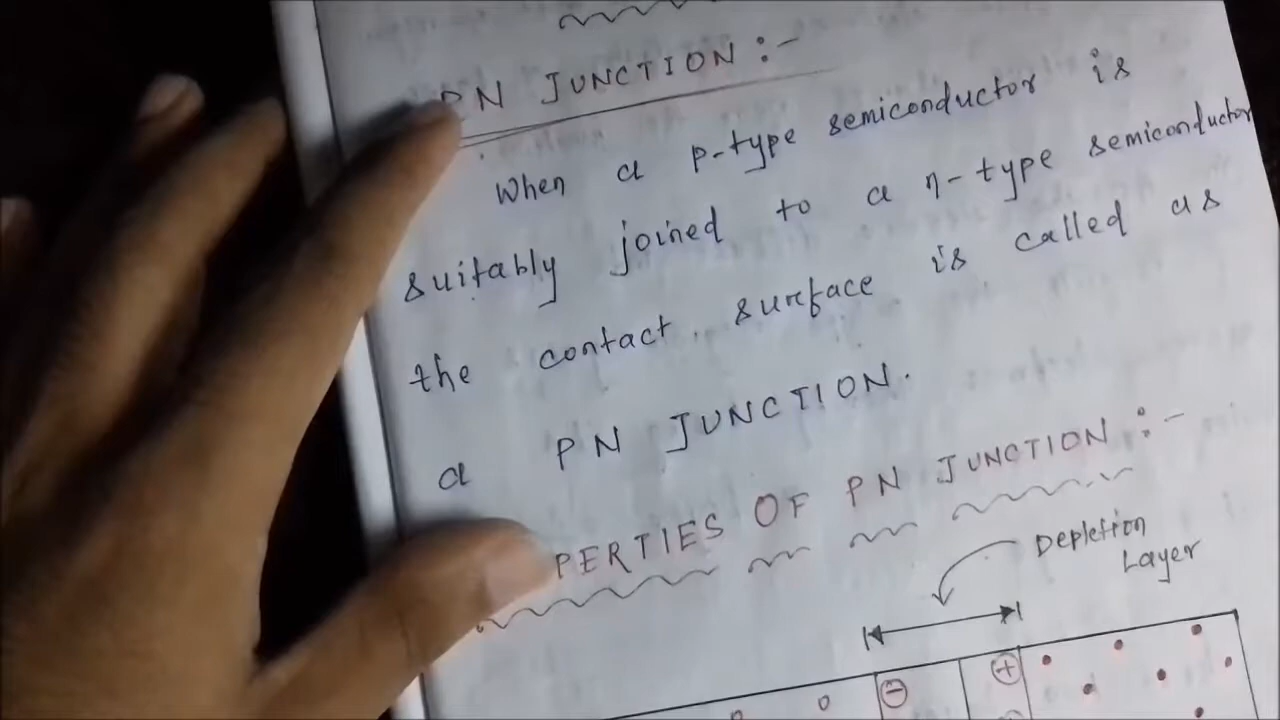 PN JUNCTION :-
When a p-type semiconductor is
suitably joined to a n-type semiconductor
the contact surface is called as
a PN JUNCTION.
PERTIES OF PN JUNCTION :-
Depletion
Layer
- +